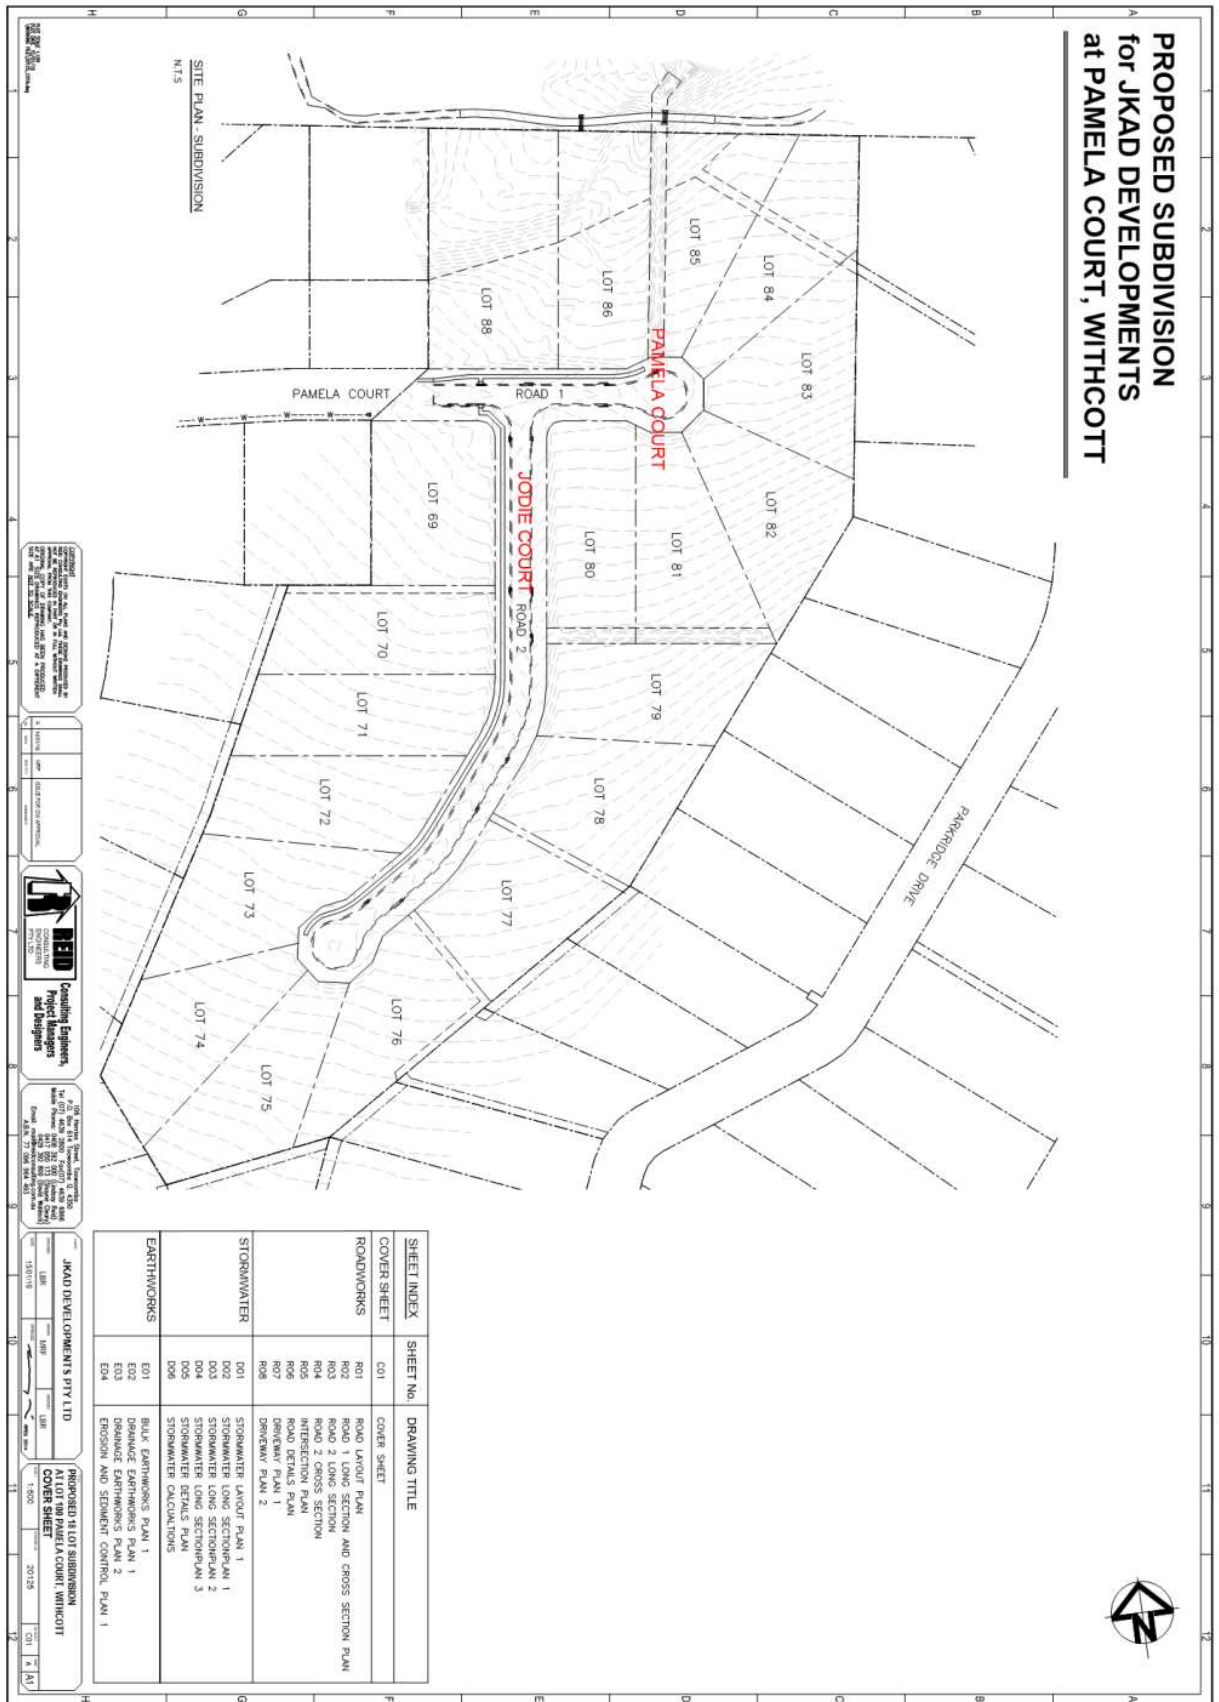 PROPOSED SUBDIVISION
for JKAD DEVELOPMENTS
at PAMELA COURT, WITHCOTT
SITE PLAN - SUBDIVISION
N.T.S
LOT 85
LOT 84
LOT 83
LOT 86
LOT 88
PAMELA COURT
PAMELA COURT
ROAD 1
LOT 82
LOT 81
LOT 80
LOT 69
JODIE COURT
ROAD 2
LOT 79
LOT 70
LOT 71
LOT 78
LOT 72
LOT 77
LOT 73
LOT 76
LOT 74
LOT 75
PARKRIDGE DRIVE
SHEET INDEX SHEET No. DRAWING TITLE
COVER SHEET C01 COVER SHEET
ROADWORKS R01 ROAD LAYOUT PLAN
R02 ROAD 1 LONG SECTION AND CROSS SECTION PLAN
R03 ROAD 2 LONG SECTION
R04 ROAD 2 CROSS SECTION
R05 INTERSECTION PLAN
R06 ROAD DETAILS PLAN
R07 DRIVEWAY PLAN 1
R08 DRIVEWAY PLAN 2
STORMWATER D01 STORMWATER LAYOUT PLAN 1
D02 STORMWATER LONG SECTIONPLAN 1
D03 STORMWATER LONG SECTIONPLAN 2
D04 STORMWATER LONG SECTIONPLAN 3
D05 STORMWATER DETAILS PLAN
D06 STORMWATER CALCUALTIONS
EARTHWORKS E01 BULK EARTHWORKS PLAN 1
E02 DRAINAGE EARTHWORKS PLAN 1
E03 DRAINAGE EARTHWORKS PLAN 2
E04 EROSION AND SEDIMENT CONTROL PLAN 1
REID
CONSULTING
ENGINEERS
PTY LTD
Consulting Engineers,
Project Managers
and Designers
JKAD DEVELOPMENTS PTY LTD
LBR
LBR
PROPOSED 18 LOT SUBDIVISION
AT LOT 100 PAMELA COURT, WITHCOTT
COVER SHEET
1:500
20125
C01
A
A1